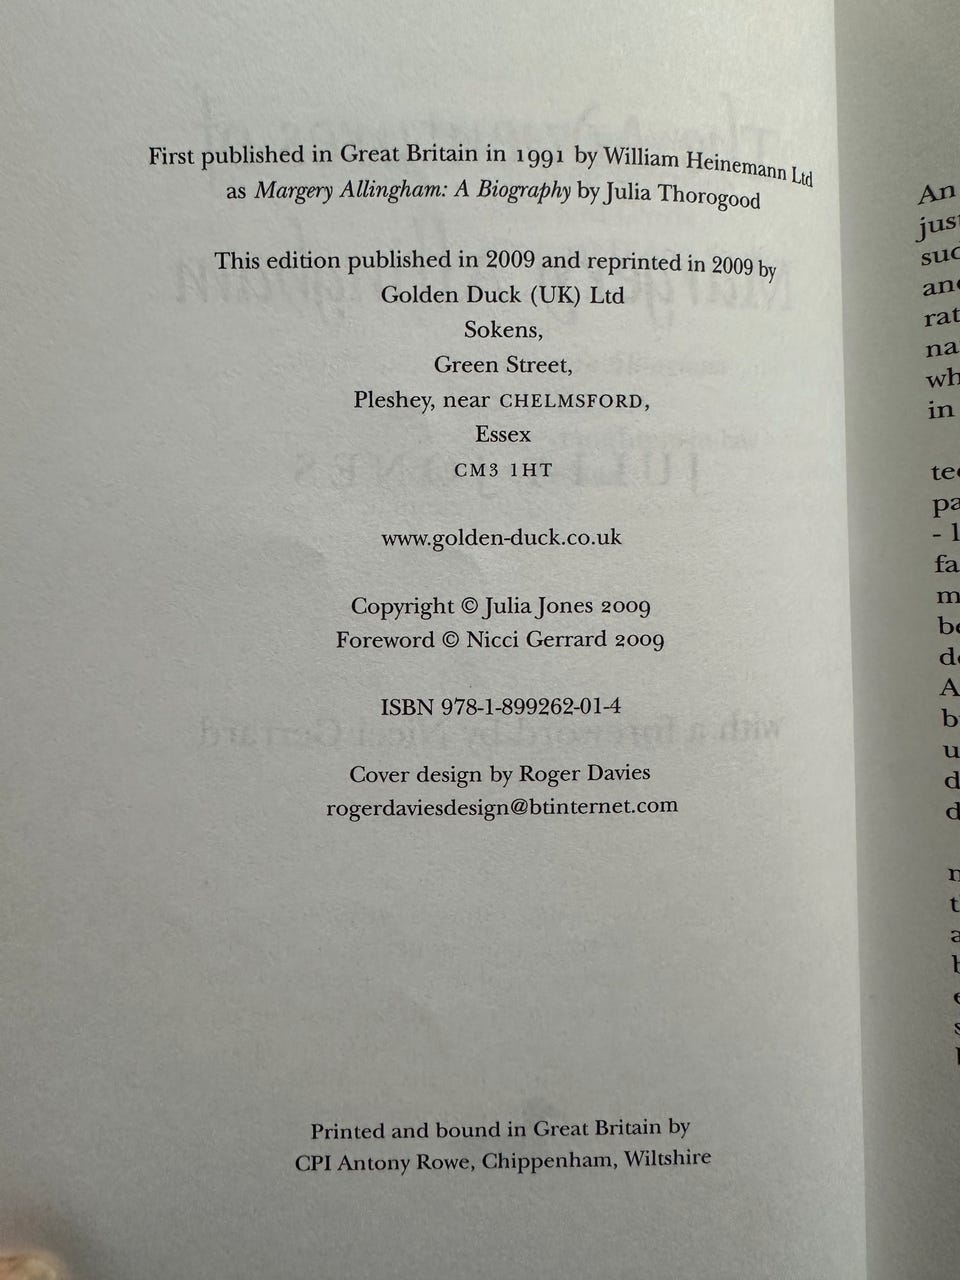 First published in Great Britain in 1991 by William Heinemann Ltd
as Margery Allingham: A Biography by Julia Thorogood
This edition published in 2009 and reprinted in 2009 by
Golden Duck (UK) Ltd
Sokens,
Green Street,
Pleshey, near CHELMSFORD,
Essex
CM3 1HT
www.golden-duck.co.uk
Copyright © Julia Jones 2009
Foreword © Nicci Gerrard 2009
ISBN 978-1-899262-01-4
Cover design by Roger Davies
rogerdaviesdesign@btinternet.com
Printed and bound in Great Britain by
CPI Antony Rowe, Chippenham, Wiltshire
An
in